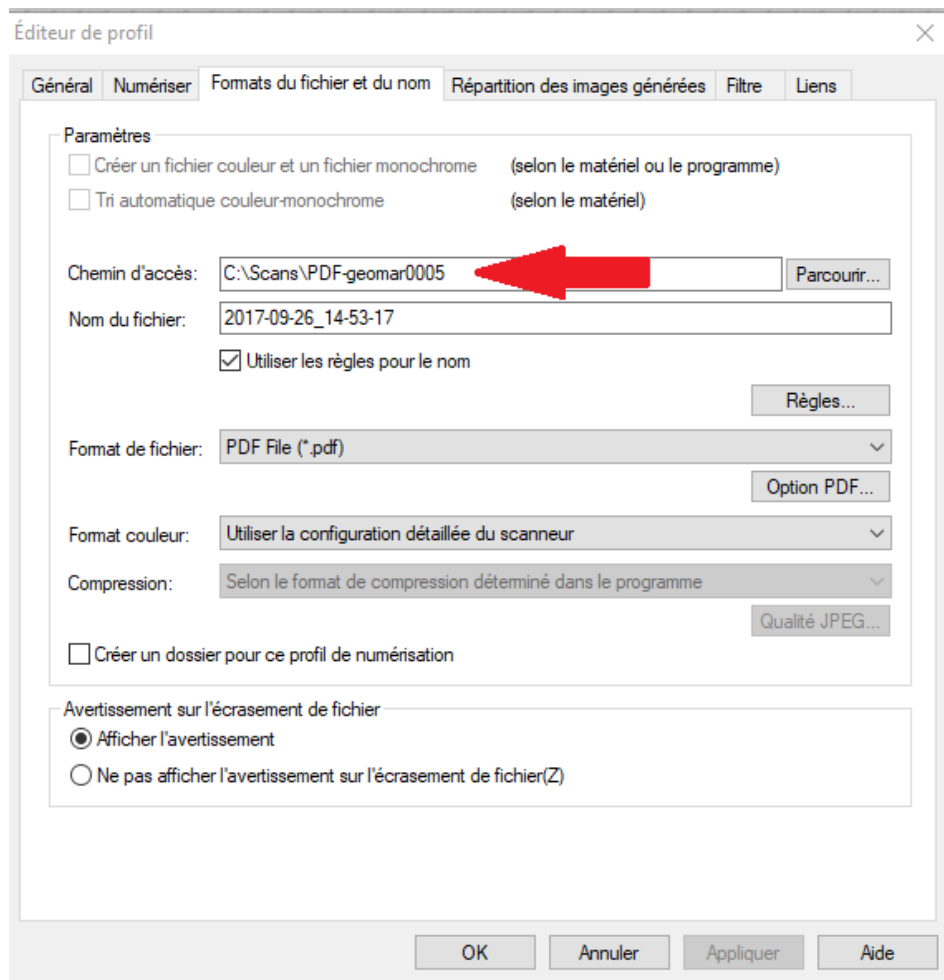 Éditeur de profil
Général Numériser Formats du fichier et du nom Répartition des images générées Filtre Liens
Paramètres
Créer un fichier couleur et un fichier monochrome (selon le matériel ou le programme)
Tri automatique couleur-monochrome (selon le matériel)
Chemin d'accès: C:\Scans\PDF-geomar0005 Parcourir...
Nom du fichier: 2017-09-26_14-53-17
Utiliser les règles pour le nom
Règles...
Format de fichier: PDF File (*.pdf)
Option PDF...
Format couleur: Utiliser la configuration détaillée du scanneur
Compression: Selon le format de compression déterminé dans le programme
Qualité JPEG...
Créer un dossier pour ce profil de numérisation
Avertissement sur l'écrasement de fichier
Afficher l'avertissement
Ne pas afficher l'avertissement sur l'écrasement de fichier(Z)
OK Annuler Appliquer Aide